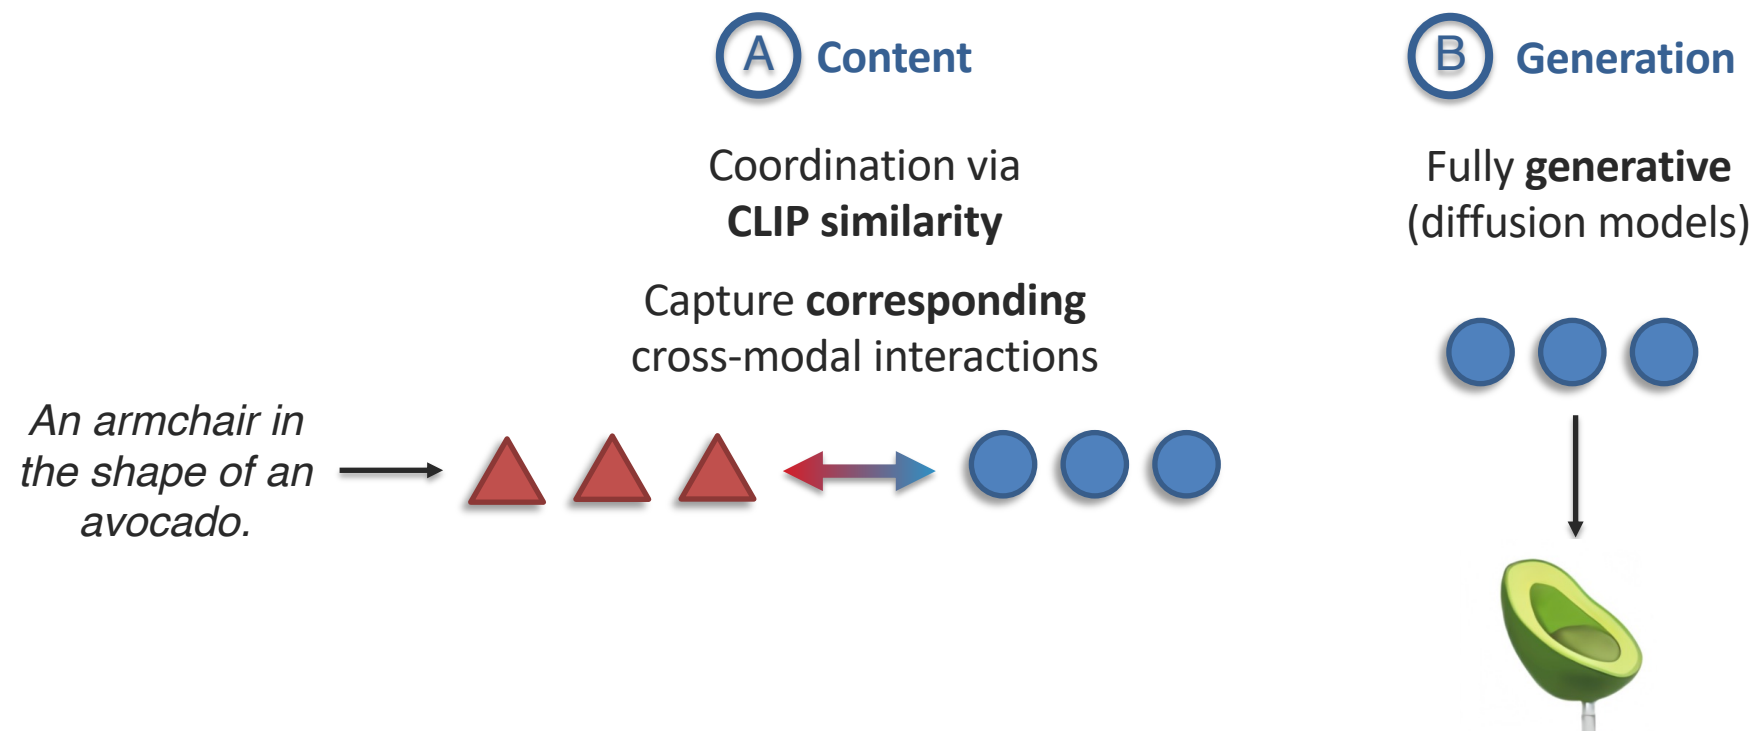 A Content
Coordination via
CLIP similarity
Capture corresponding
cross-modal interactions
An armchair in
the shape of an
avocado.
B Generation
Fully generative
(diffusion models)